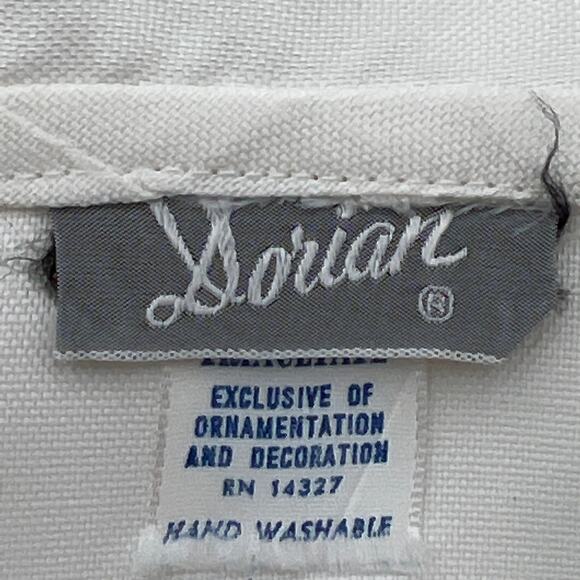 Dorian
®
EXCLUSIVE OF
ORNAMENTATION
AND DECORATION
RN 14327
HAND WASHABLE